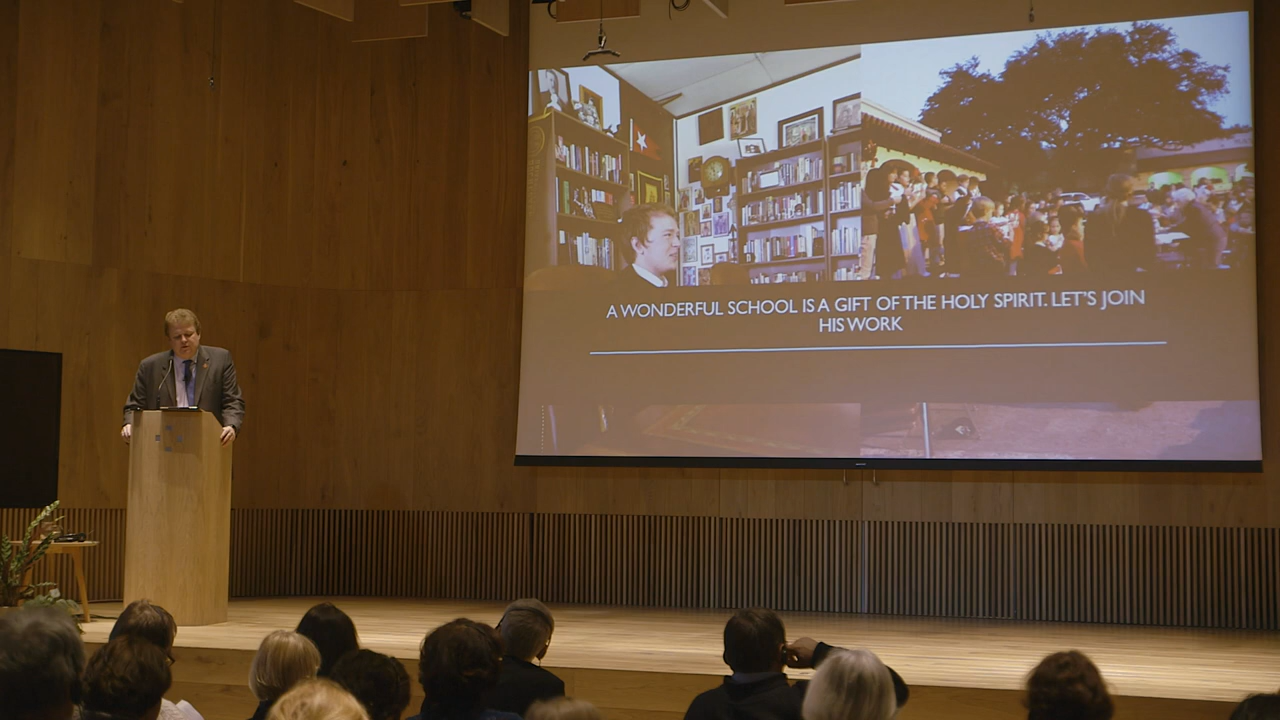 A WONDERFUL SCHOOL IS A GIFT OF THE HOLY SPIRIT. LET'S JOIN
HIS WORK